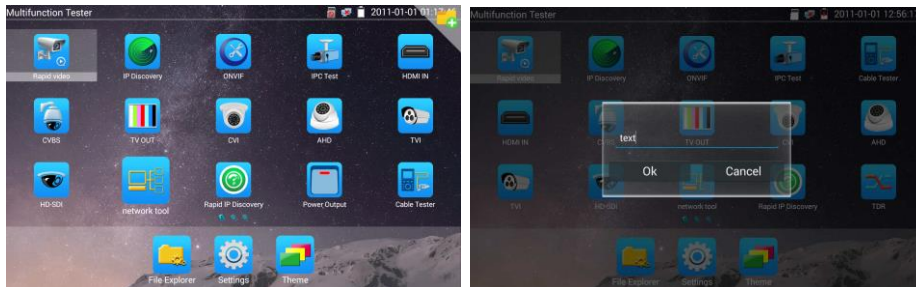 Multifunction Tester
2011-01-01 01:17
Rapid video
IP Discovery
ONVIF
IPC Test
HDMI IN
CVBS
TV OUT
CVI
AHD
TVI
HD-SDI
network tool
Rapid IP Discovery
Power Output
Cable Tester
File Explorer
Settings
Theme
Multifunction Tester
2011-01-01 12:56:1
Rapid video
IP Discovery
ONVIF
IPC Test
Cable Tester
HDMI IN
CVBS
TV OUT
CVI
AHD
text
Ok
Cancel
TVI
HD-SDI
network tool
Rapid IP Discovery
TDR
File Explorer
Settings
Theme